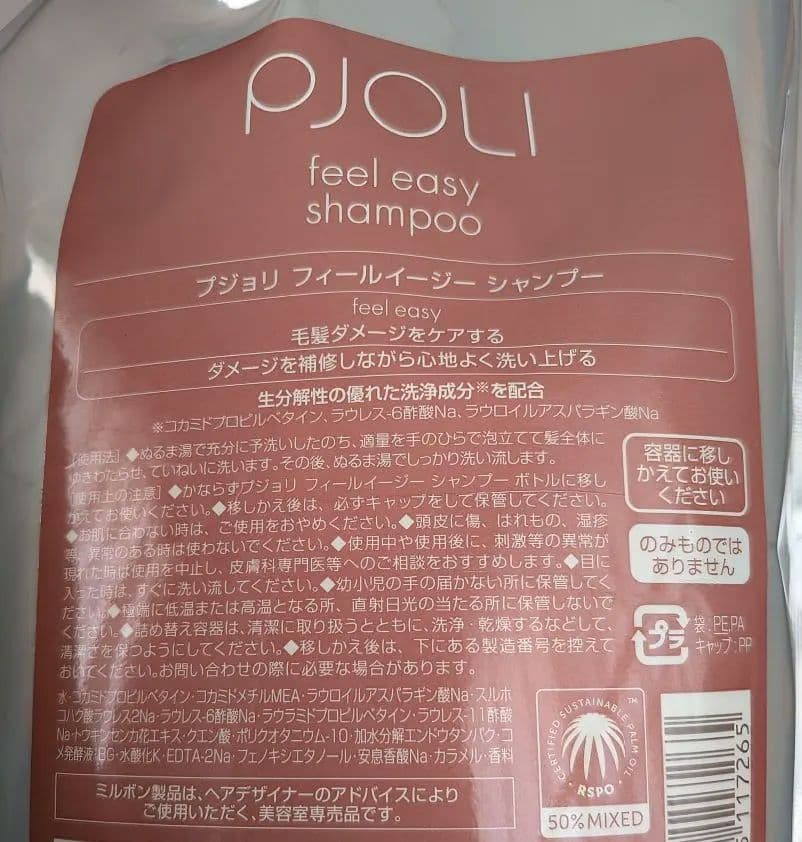 PJOLI
feel easy
shampoo
プジョリ フィールイージー シャンプー
feel easy
毛髪ダメージをケアする
ダメージを補修しながら心地よく洗い上げる
生分解性の優れた洗浄成分※を配合
※コカミドプロピルベタイン、ラウレス-6酢酸Na、ラウロイルアスパラギン酸Na
[使用法] ◆ぬるま湯で充分に予洗いしたのち、適量を手のひらで泡立てて髪全体に
ゆきわたらせ、ていねいに洗います。その後、ぬるま湯でしっかり洗い流します。
[使用上の注意] ◆かならずプジョリ フィールイージー シャンプー ボトルに移し
かえてお使いください。◆移しかえ後は、必ずキャップをして保管してください。
◆お肌に合わない時は、ご使用をおやめください。◆頭皮に傷、はれもの、湿疹
等、異常のある時は使わないでください。◆使用中や使用後に、刺激等の異常が
現れた時は使用を中止し、皮膚科専門医等へのご相談をおすすめします。◆目に
入った時は、すぐに洗い流してください。◆幼小児の手の届かない所に保管してく
ださい。◆極端に低温または高温となる所、直射日光の当たる所に保管しないで
ください。◆詰め替え容器は、清潔に取り扱うとともに、洗浄・乾燥するなどして、
清潔さを保つようにしてください。◆移しかえ後は、下にある製造番号を控えて
おいてください。お問い合わせの際に必要な場合があります。
容器に移し
かえてお使い
ください
のみものでは
ありません
プラ
袋:PE,PA
キャップ:PP
水・コカミドプロピルベタイン・コカミドメチルMEA・ラウロイルアスパラギン酸Na・スルホ
コハク酸ラウレス2Na・ラウレス-6酢酸Na・ラウラミドプロピルベタイン・ラウレス-11酢酸
Na・トウキンセンカ花エキス・クエン酸・ポリクオタニウム-10・加水分解エンドウタンパク・コ
メ発酵液・BG・水酸化K・EDTA-2Na・フェノキシエタノール・安息香酸Na・カラメル・香料
ミルボン製品は、ヘアデザイナーのアドバイスにより
ご使用いただく、美容室専売品です。
CERTIFIED SUSTAINABLE PALM OIL
TM
RSPO
50% MIXED
117265